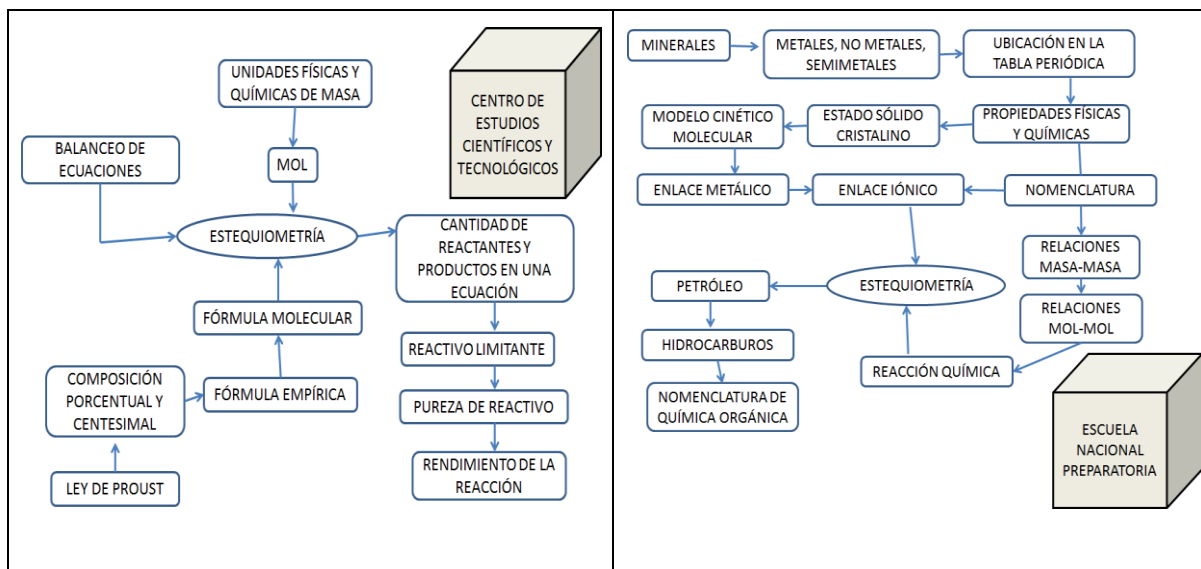 UNIDADES FÍSICAS Y
QUÍMICAS DE MASA
CENTRO DE
ESTUDIOS
CIENTÍFICOS Y
TECNOLÓGICOS
BALANCEO DE
ECUACIONES
MOL
ESTEQUIOMETRÍA
CANTIDAD DE
REACTANTES Y
PRODUCTOS EN UNA
ECUACIÓN
FÓRMULA MOLECULAR
REACTIVO LIMITANTE
COMPOSICIÓN
PORCENTUAL Y
CENTESIMAL
FÓRMULA EMPÍRICA
PUREZA DE REACTIVO
LEY DE PROUST
RENDIMIENTO DE LA
REACCIÓN
MINERALES
METALES, NO METALES,
SEMIMETALES
UBICACIÓN EN LA
TABLA PERIÓDICA
MODELO CINÉTICO
MOLECULAR
ESTADO SÓLIDO
CRISTALINO
PROPIEDADES FÍSICAS
Y QUÍMICAS
ENLACE METÁLICO
ENLACE IÓNICO
NOMENCLATURA
RELACIONES
MASA-MASA
PETRÓLEO
ESTEQUIOMETRÍA
RELACIONES
MOL-MOL
HIDROCARBUROS
REACCIÓN QUÍMICA
NOMENCLATURA DE
QUÍMICA ORGÁNICA
ESCUELA
NACIONAL
PREPARATORIA